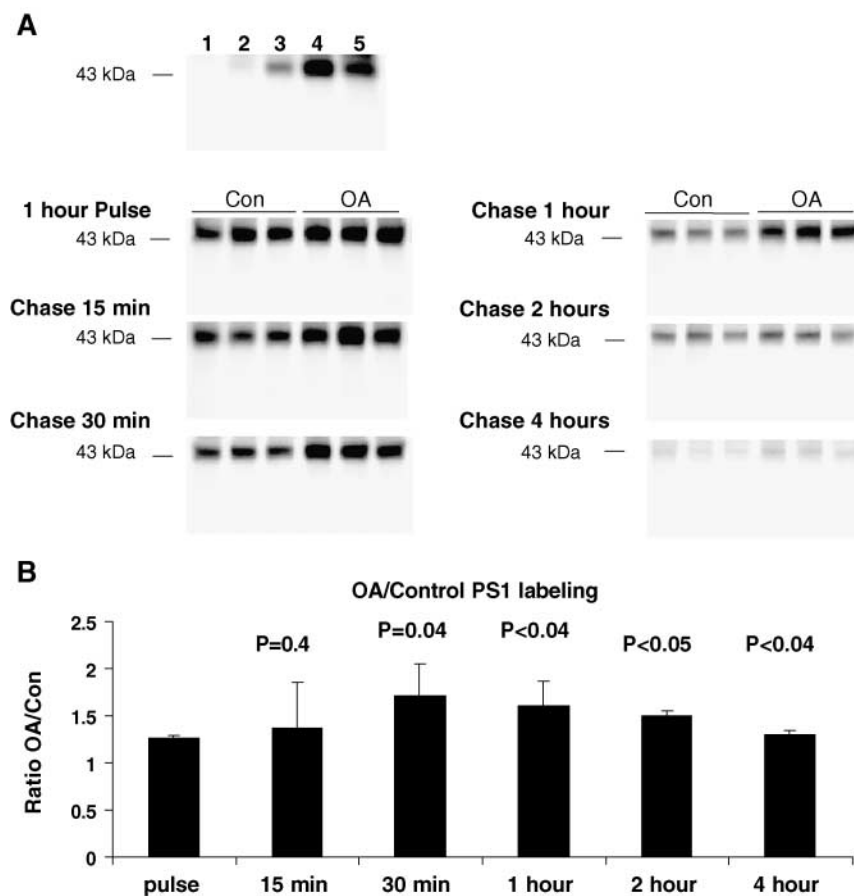 A
1 2 3 4 5
43 kDa
Con OA
1 hour Pulse
43 kDa
Chase 15 min
43 kDa
Chase 30 min
43 kDa
Con OA
Chase 1 hour
43 kDa
Chase 2 hours
43 kDa
Chase 4 hours
43 kDa
B
OA/Control PS1 labeling
Ratio OA/Con
2.5
2
1.5
1
0.5
0
P=0.4 P=0.04 P<0.04 P<0.05 P<0.04
pulse 15 min 30 min 1 hour 2 hour 4 hour